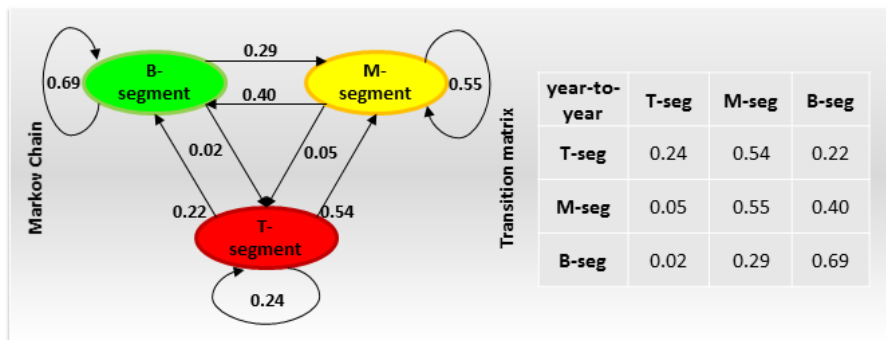 Markov Chain
0.29
B-
segment
M-
segment
0.69
0.40
0.55
0.02
0.05
0.22
0.54
T-
segment
0.24
Transition matrix
year-to-
year T-seg M-seg B-seg
T-seg 0.24 0.54 0.22
M-seg 0.05 0.55 0.40
B-seg 0.02 0.29 0.69